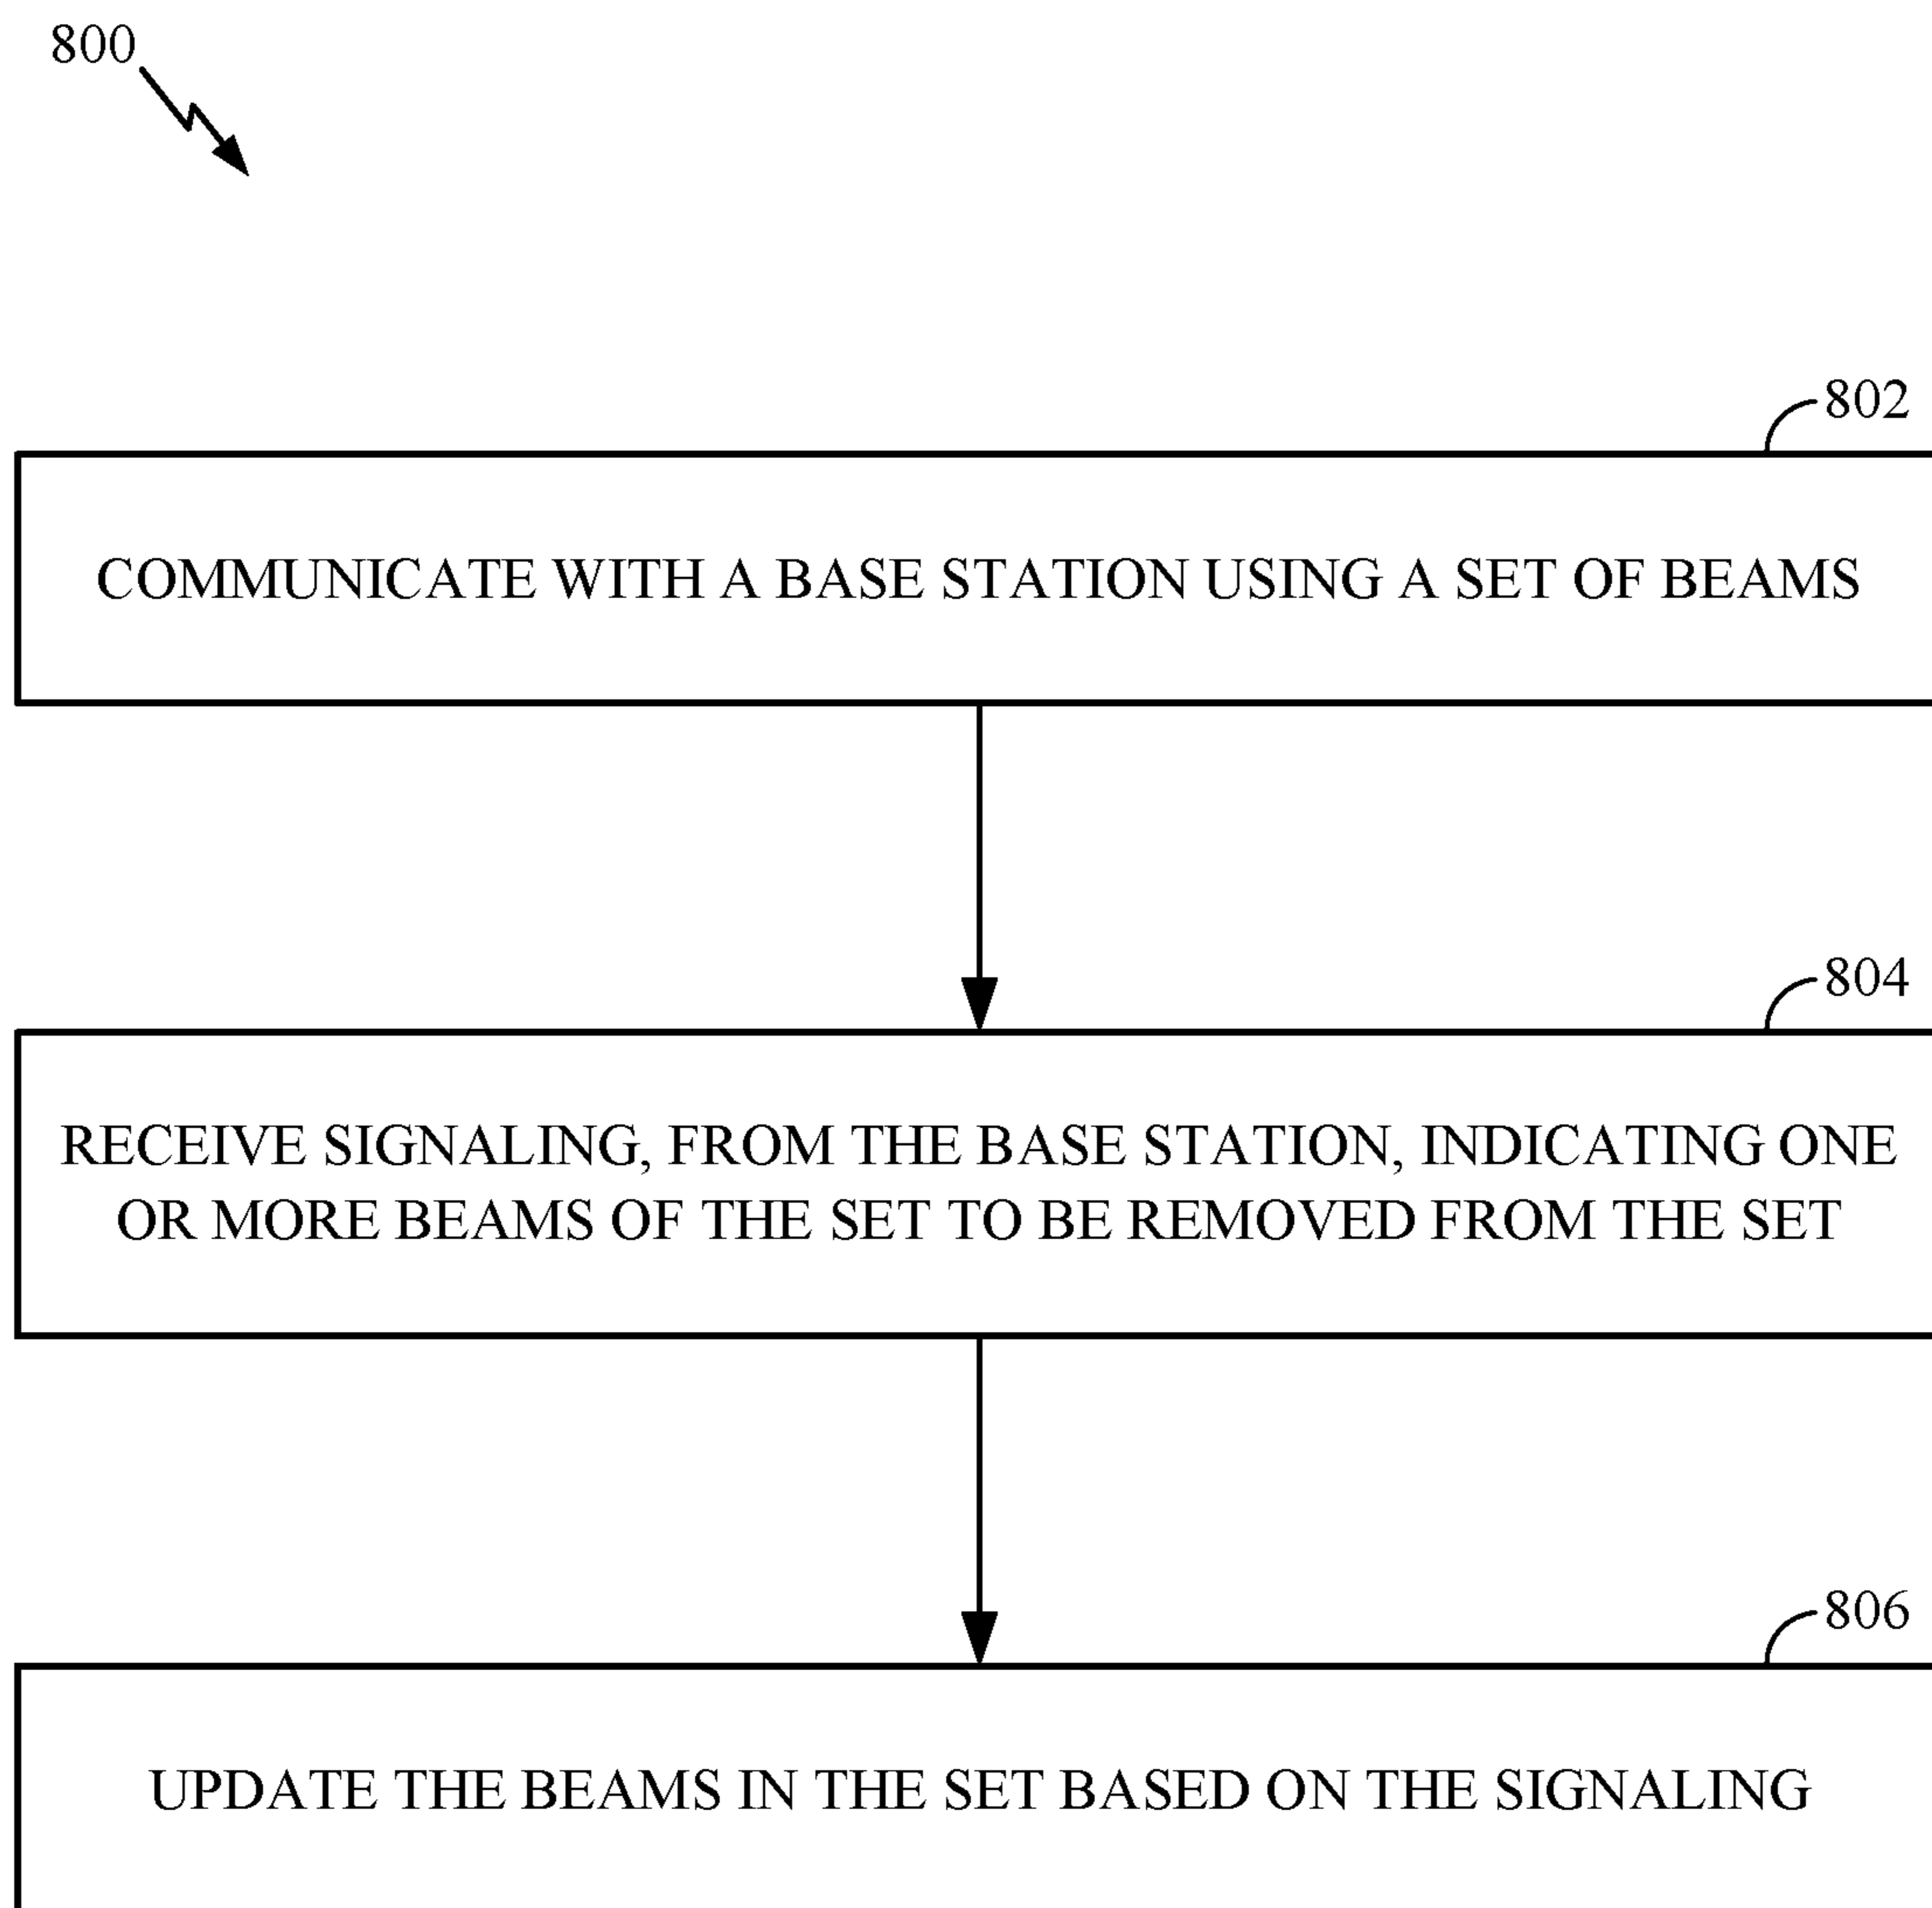 800
802
COMMUNICATE WITH A BASE STATION USING A SET OF BEAMS
804
RECEIVE SIGNALING, FROM THE BASE STATION, INDICATING ONE
OR MORE BEAMS OF THE SET TO BE REMOVED FROM THE SET
806
UPDATE THE BEAMS IN THE SET BASED ON THE SIGNALING